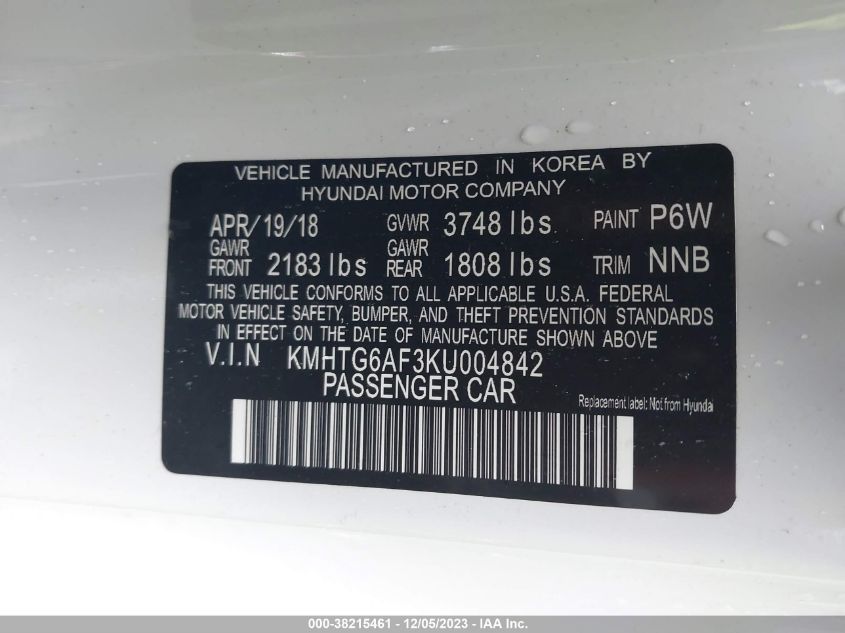 VEHICLE MANUFACTURED IN KOREA BY
HYUNDAI MOTOR COMPANY
APR/19/18 GVWR 3748 lbs PAINT P6W
GAWR FRONT 2183 lbs GAWR REAR 1808 lbs TRIM NNB
THIS VEHICLE CONFORMS TO ALL APPLICABLE U.S.A. FEDERAL
MOTOR VEHICLE SAFETY, BUMPER, AND THEFT PREVENTION STANDARDS
IN EFFECT ON THE DATE OF MANUFACTURE SHOWN ABOVE
V.I.N KMHTG6AF3KU004842
PASSENGER CAR
Replacement label: Not from Hyundai
000-38215461 - 12/05/2023 - IAA Inc.